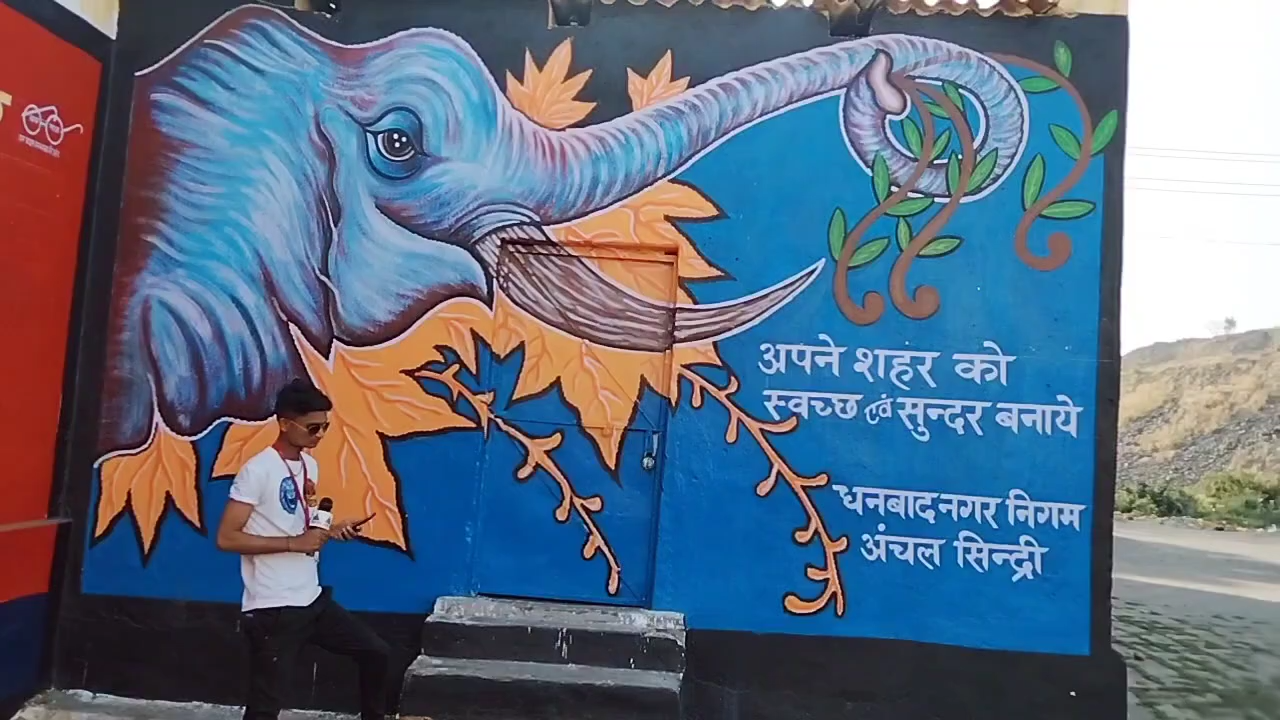 अपने शहर को
स्वच्छ एवं सुन्दर बनाये
धनबाद नगर निगम
अंचल सिन्द्री